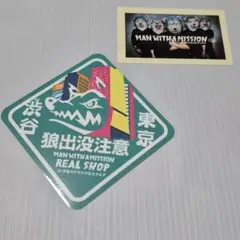 MAN WITH A MISSION
渋谷
東京
狼出没注意
MAN WITH A MISSION
REAL SHOP